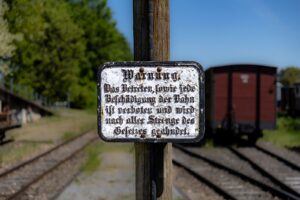 Warnung.
Das Betreten, sowie jede
Beschädigung der Bahn
ist verboten und wird
nach aller Strenge des
Gesetzes geahndet.